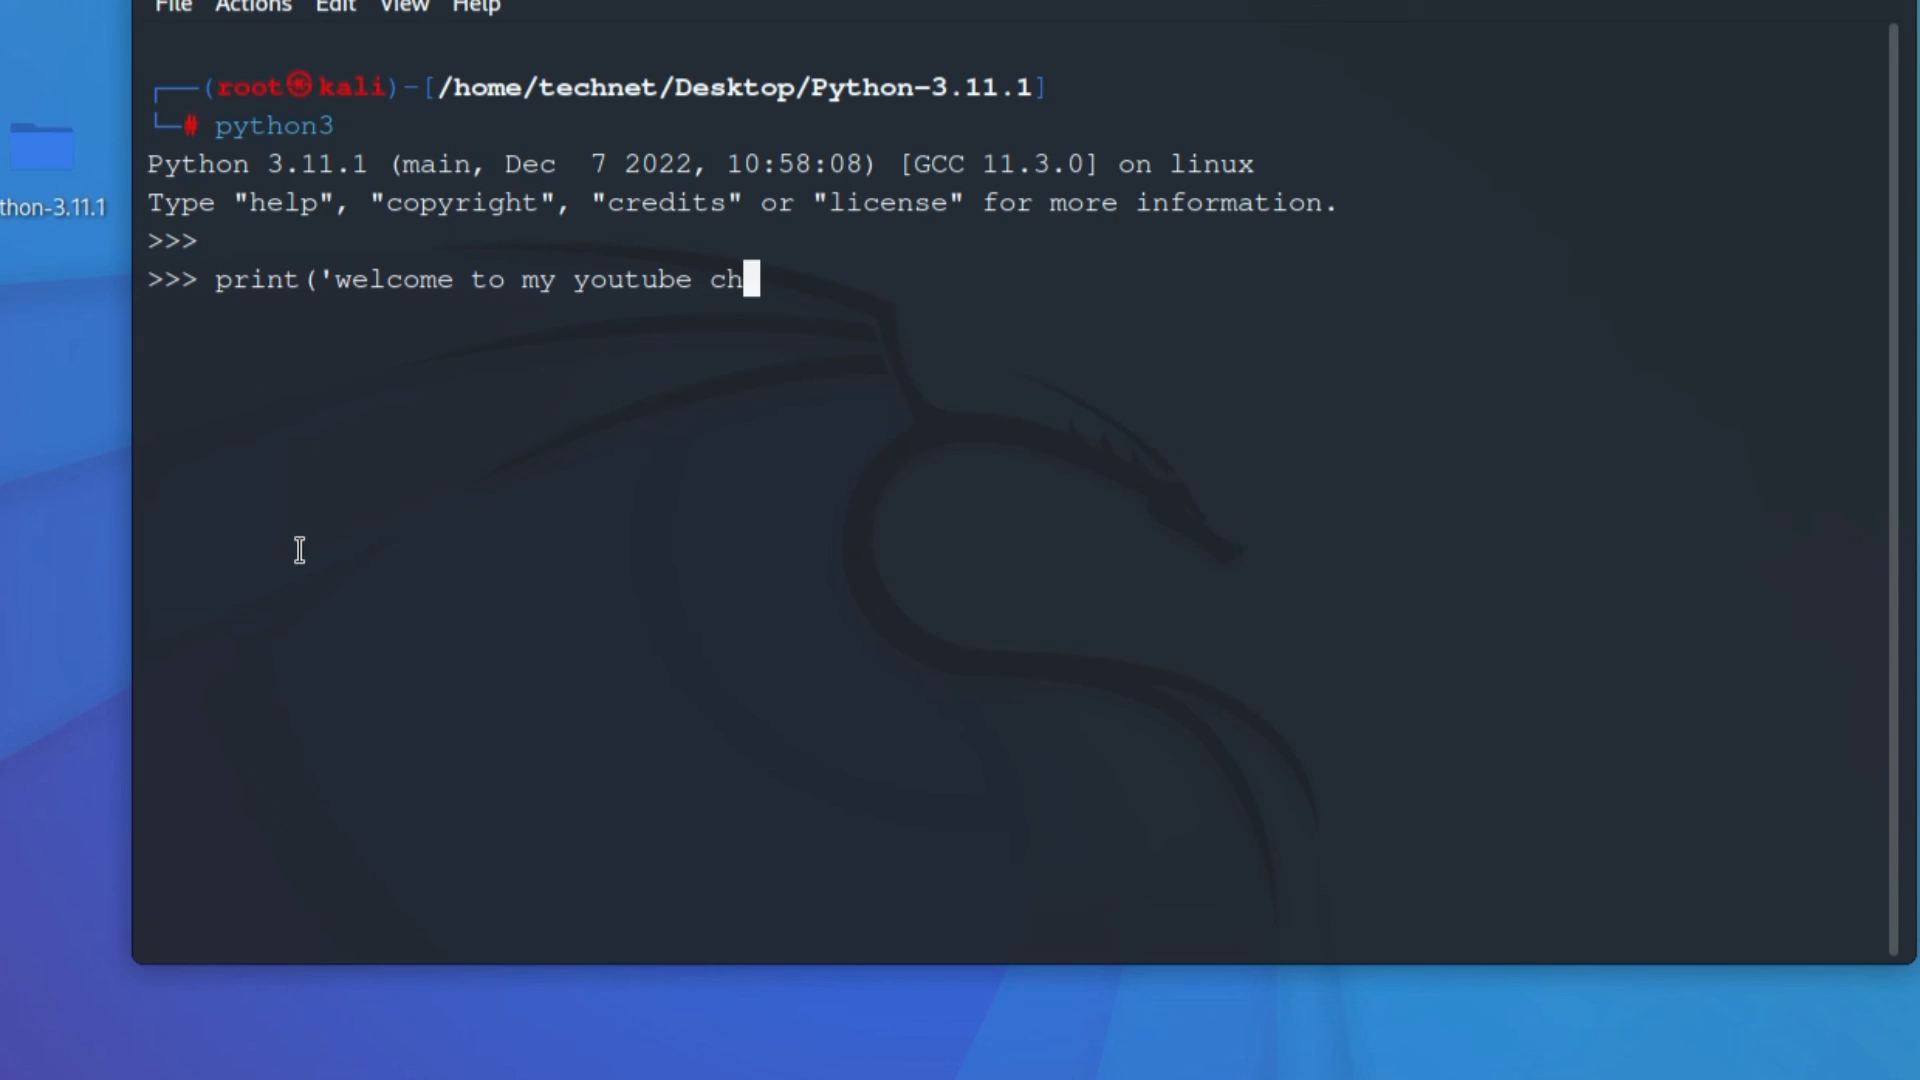 File Actions Edit View Help
┌──(root㉿kali)-[/home/technet/Desktop/Python-3.11.1]
└─# python3
Python 3.11.1 (main, Dec  7 2022, 10:58:08) [GCC 11.3.0] on linux
thon-3.11.1
Type "help", "copyright", "credits" or "license" for more information.
>>>
>>> print('welcome to my youtube ch